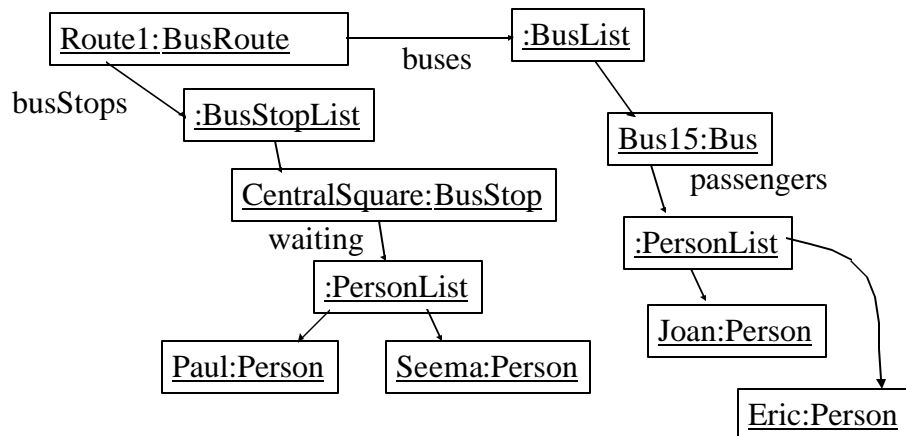 Route1:BusRoute
buses
:BusList
busStops
:BusStopList
Bus15:Bus
passengers
CentralSquare:BusStop
waiting
:PersonList
:PersonList
Joan:Person
Paul:Person
Seema:Person
Eric:Person